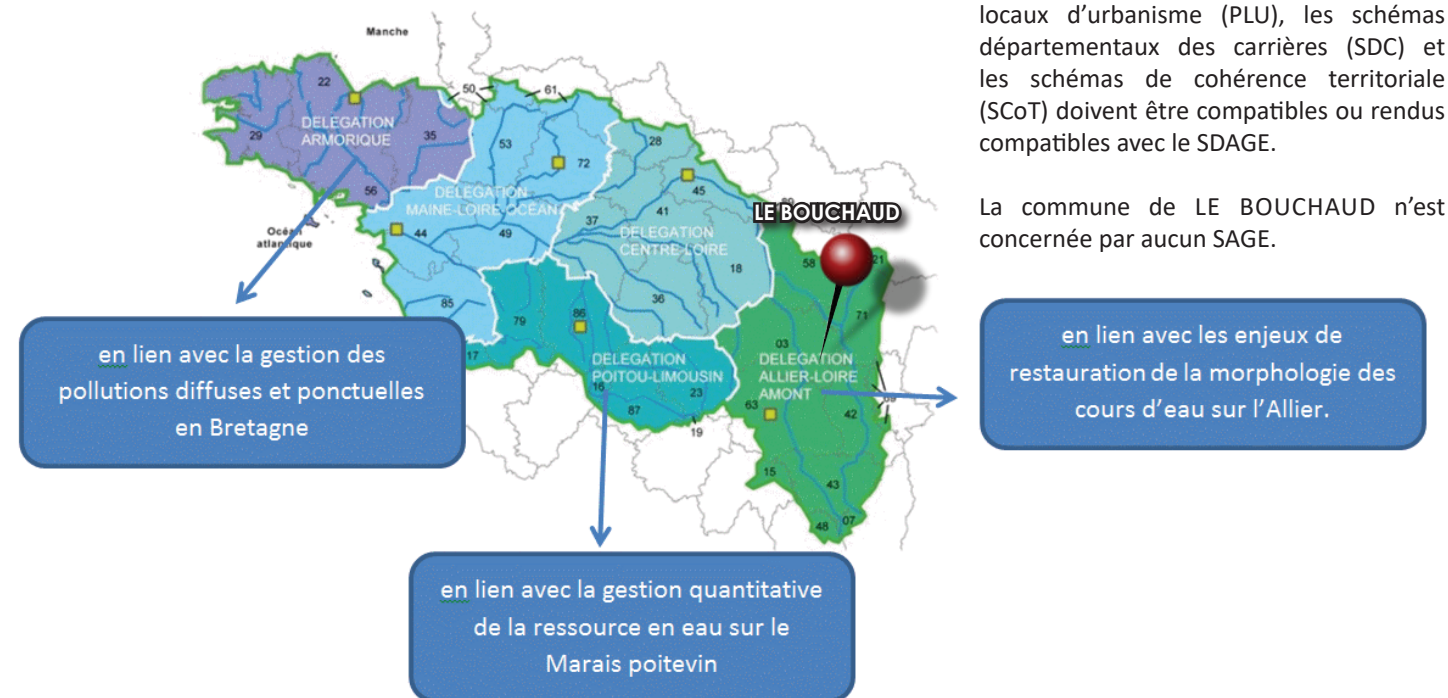 locaux d'urbanisme (PLU), les schémas
départementaux des carrières (SDC) et
les schémas de cohérence territoriale
(SCoT) doivent être compatibles ou rendus
compatibles avec le SDAGE.
La commune de LE BOUCHAUD n'est
concernée par aucun SAGE.
Manche
22
50
61
DELEGATION
ARMORIQUE
29
35
53
28
72
56
45
DELEGATION
MAINE-LOIRE-OCÉAN
37
41
LE BOUCHAUD
Océan
atlantique
44
49
DELEGATION
CENTRE-LOIRE
58
21
18
85
36
79
86
71
03
17
DELEGATION
POITOU-LIMOUSIN
DELEGATION
ALLIER-LOIRE
AMONT
16
23
63
69
87
42
19
15
43
48
07
en lien avec la gestion des
pollutions diffuses et ponctuelles
en Bretagne
en lien avec les enjeux de
restauration de la morphologie des
cours d'eau sur l'Allier.
en lien avec la gestion quantitative
de la ressource en eau sur le
Marais poitevin